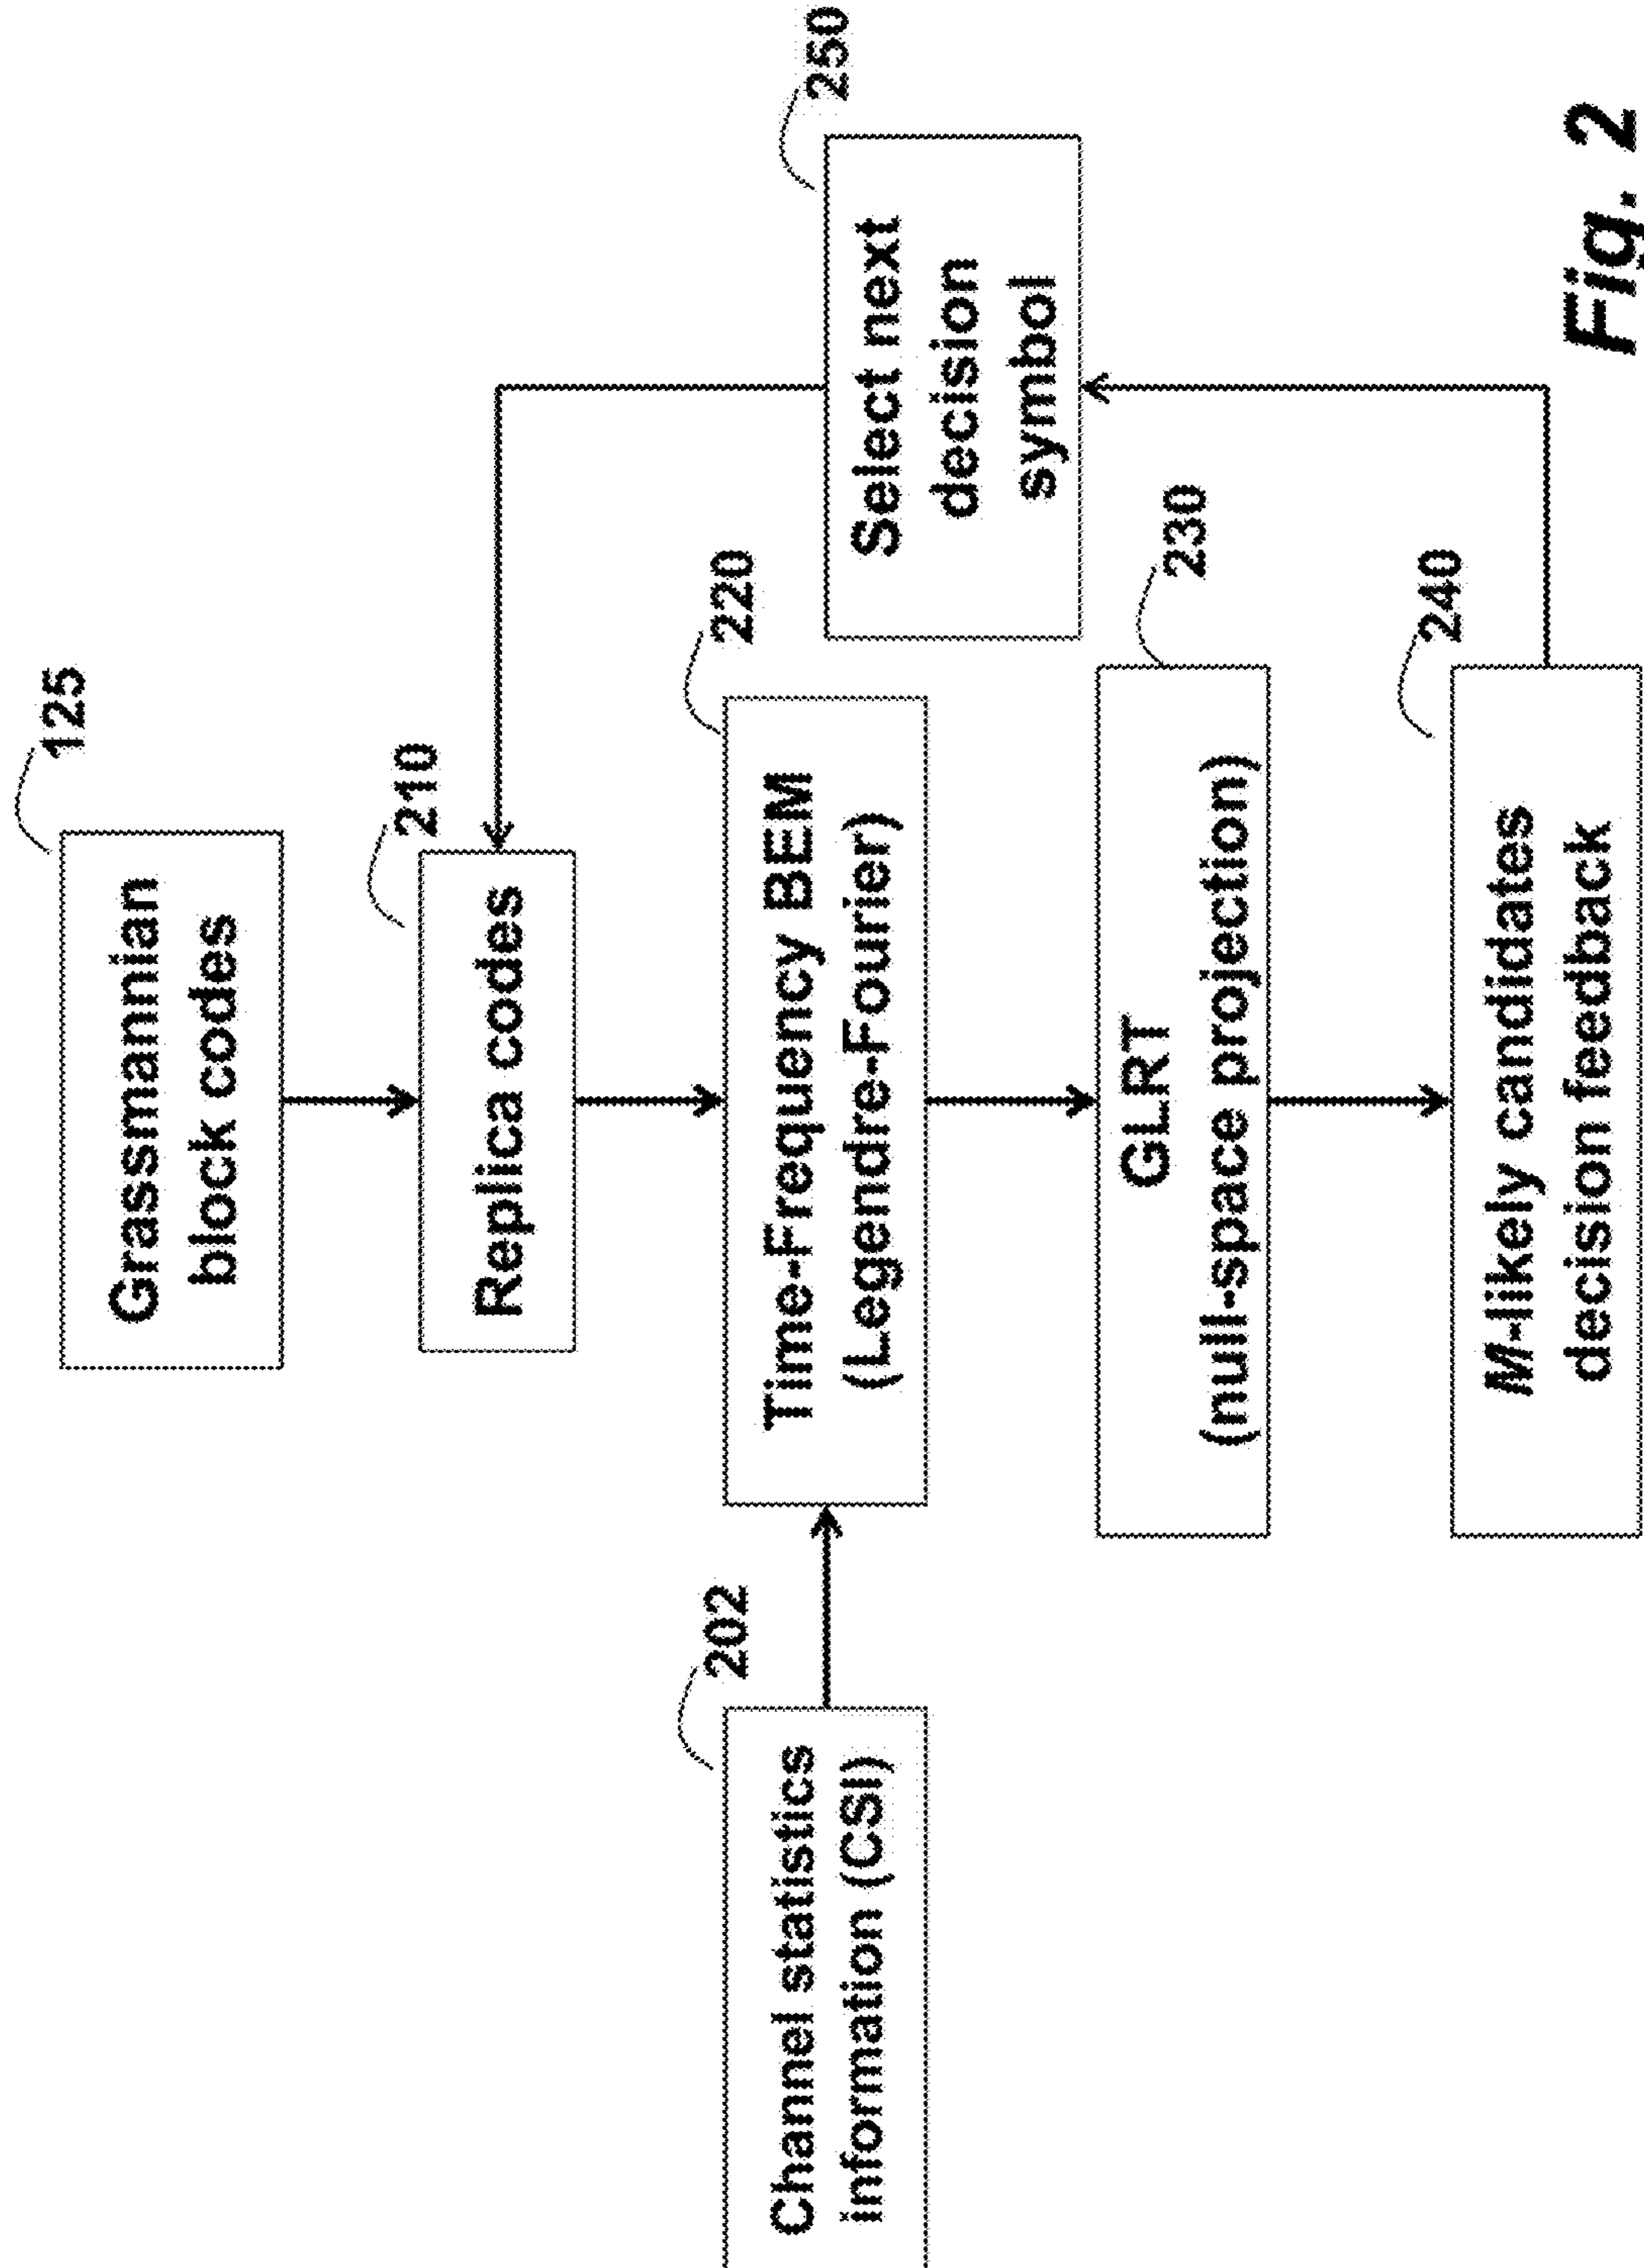 125
Grassmannian
block codes
210
Replica codes
202
Channel statistics
information (CSI)
220
Time-Frequency BEM
(Legendre-Fourier)
250
Select next
decision
symbol
230
GLRT
(null-space projection)
240
M-likely candidates
decision feedback
Fig. 2